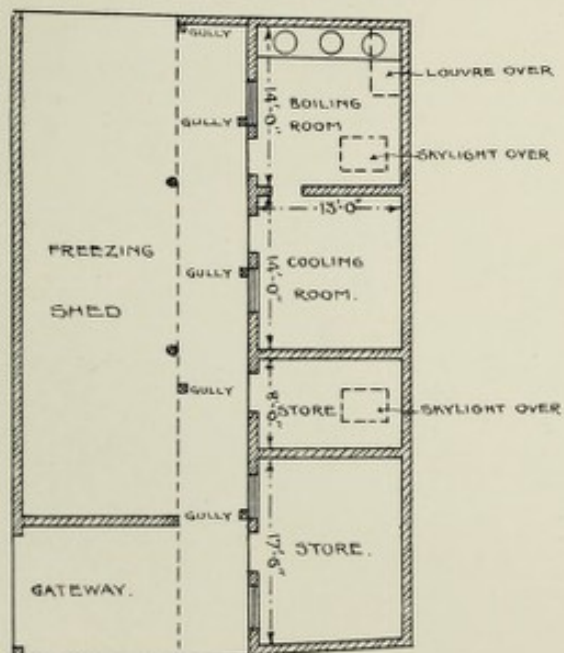 GULLY
LOUVRE OVER
14'-0"
BOILING
ROOM
GULLY
SKYLIGHT OVER
13'-0"
FREEZING
SHED
GULLY
14'-0"
COOLING
ROOM.
GULLY
8'-0"
STORE
SKYLIGHT OVER
GULLY
17'-6"
STORE.
GATEWAY.